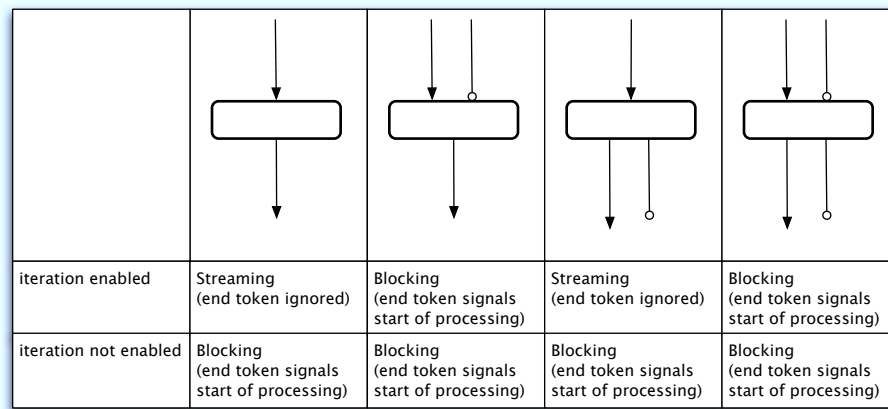 iteration enabled
Streaming
(end token ignored)
Blocking
(end token signals
start of processing)
Streaming
(end token ignored)
Blocking
(end token signals
start of processing)
iteration not enabled
Blocking
(end token signals
start of processing)
Blocking
(end token signals
start of processing)
Blocking
(end token signals
start of processing)
Blocking
(end token signals
start of processing)